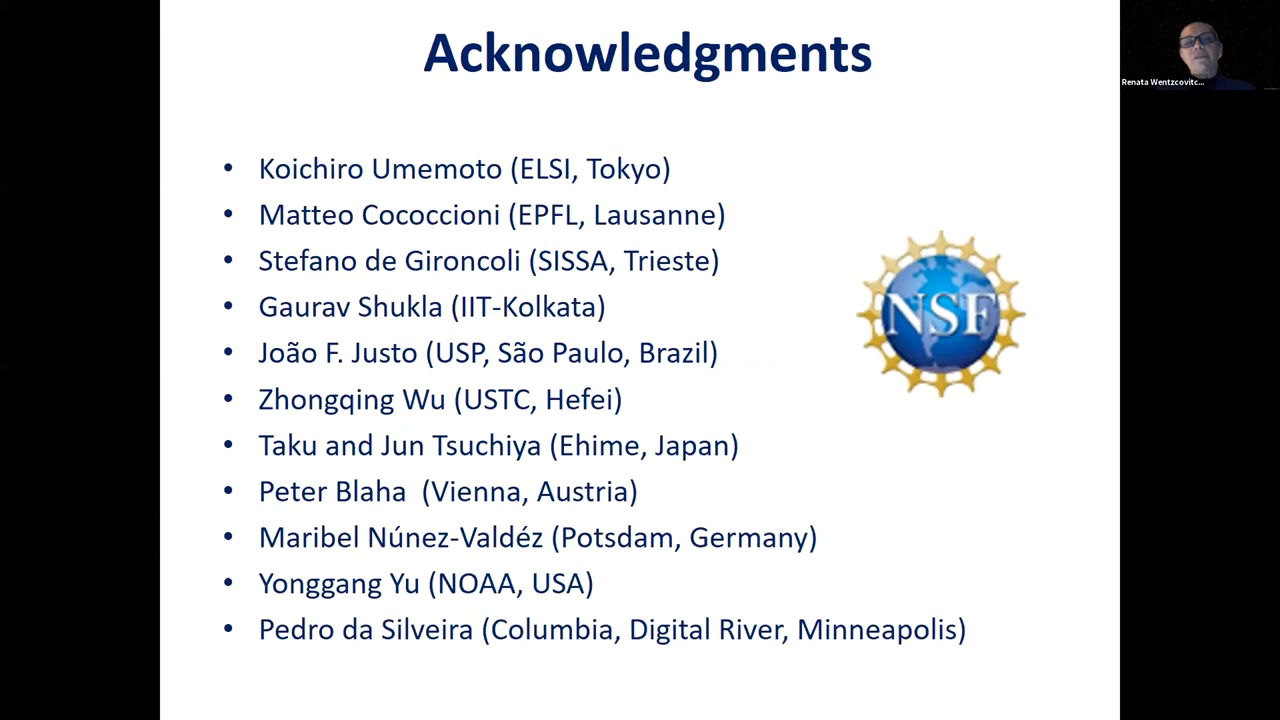 Acknowledgments
Renata Wentzcovitc...
• Koichiro Umemoto (ELSI, Tokyo)
• Matteo Cococcioni (EPFL, Lausanne)
• Stefano de Gironcoli (SISSA, Trieste)
• Gaurav Shukla (IIT-Kolkata)
• João F. Justo (USP, São Paulo, Brazil)
• Zhongqing Wu (USTC, Hefei)
• Taku and Jun Tsuchiya (Ehime, Japan)
• Peter Blaha (Vienna, Austria)
• Maribel Núnez-Valdéz (Potsdam, Germany)
• Yonggang Yu (NOAA, USA)
• Pedro da Silveira (Columbia, Digital River, Minneapolis)
NSF